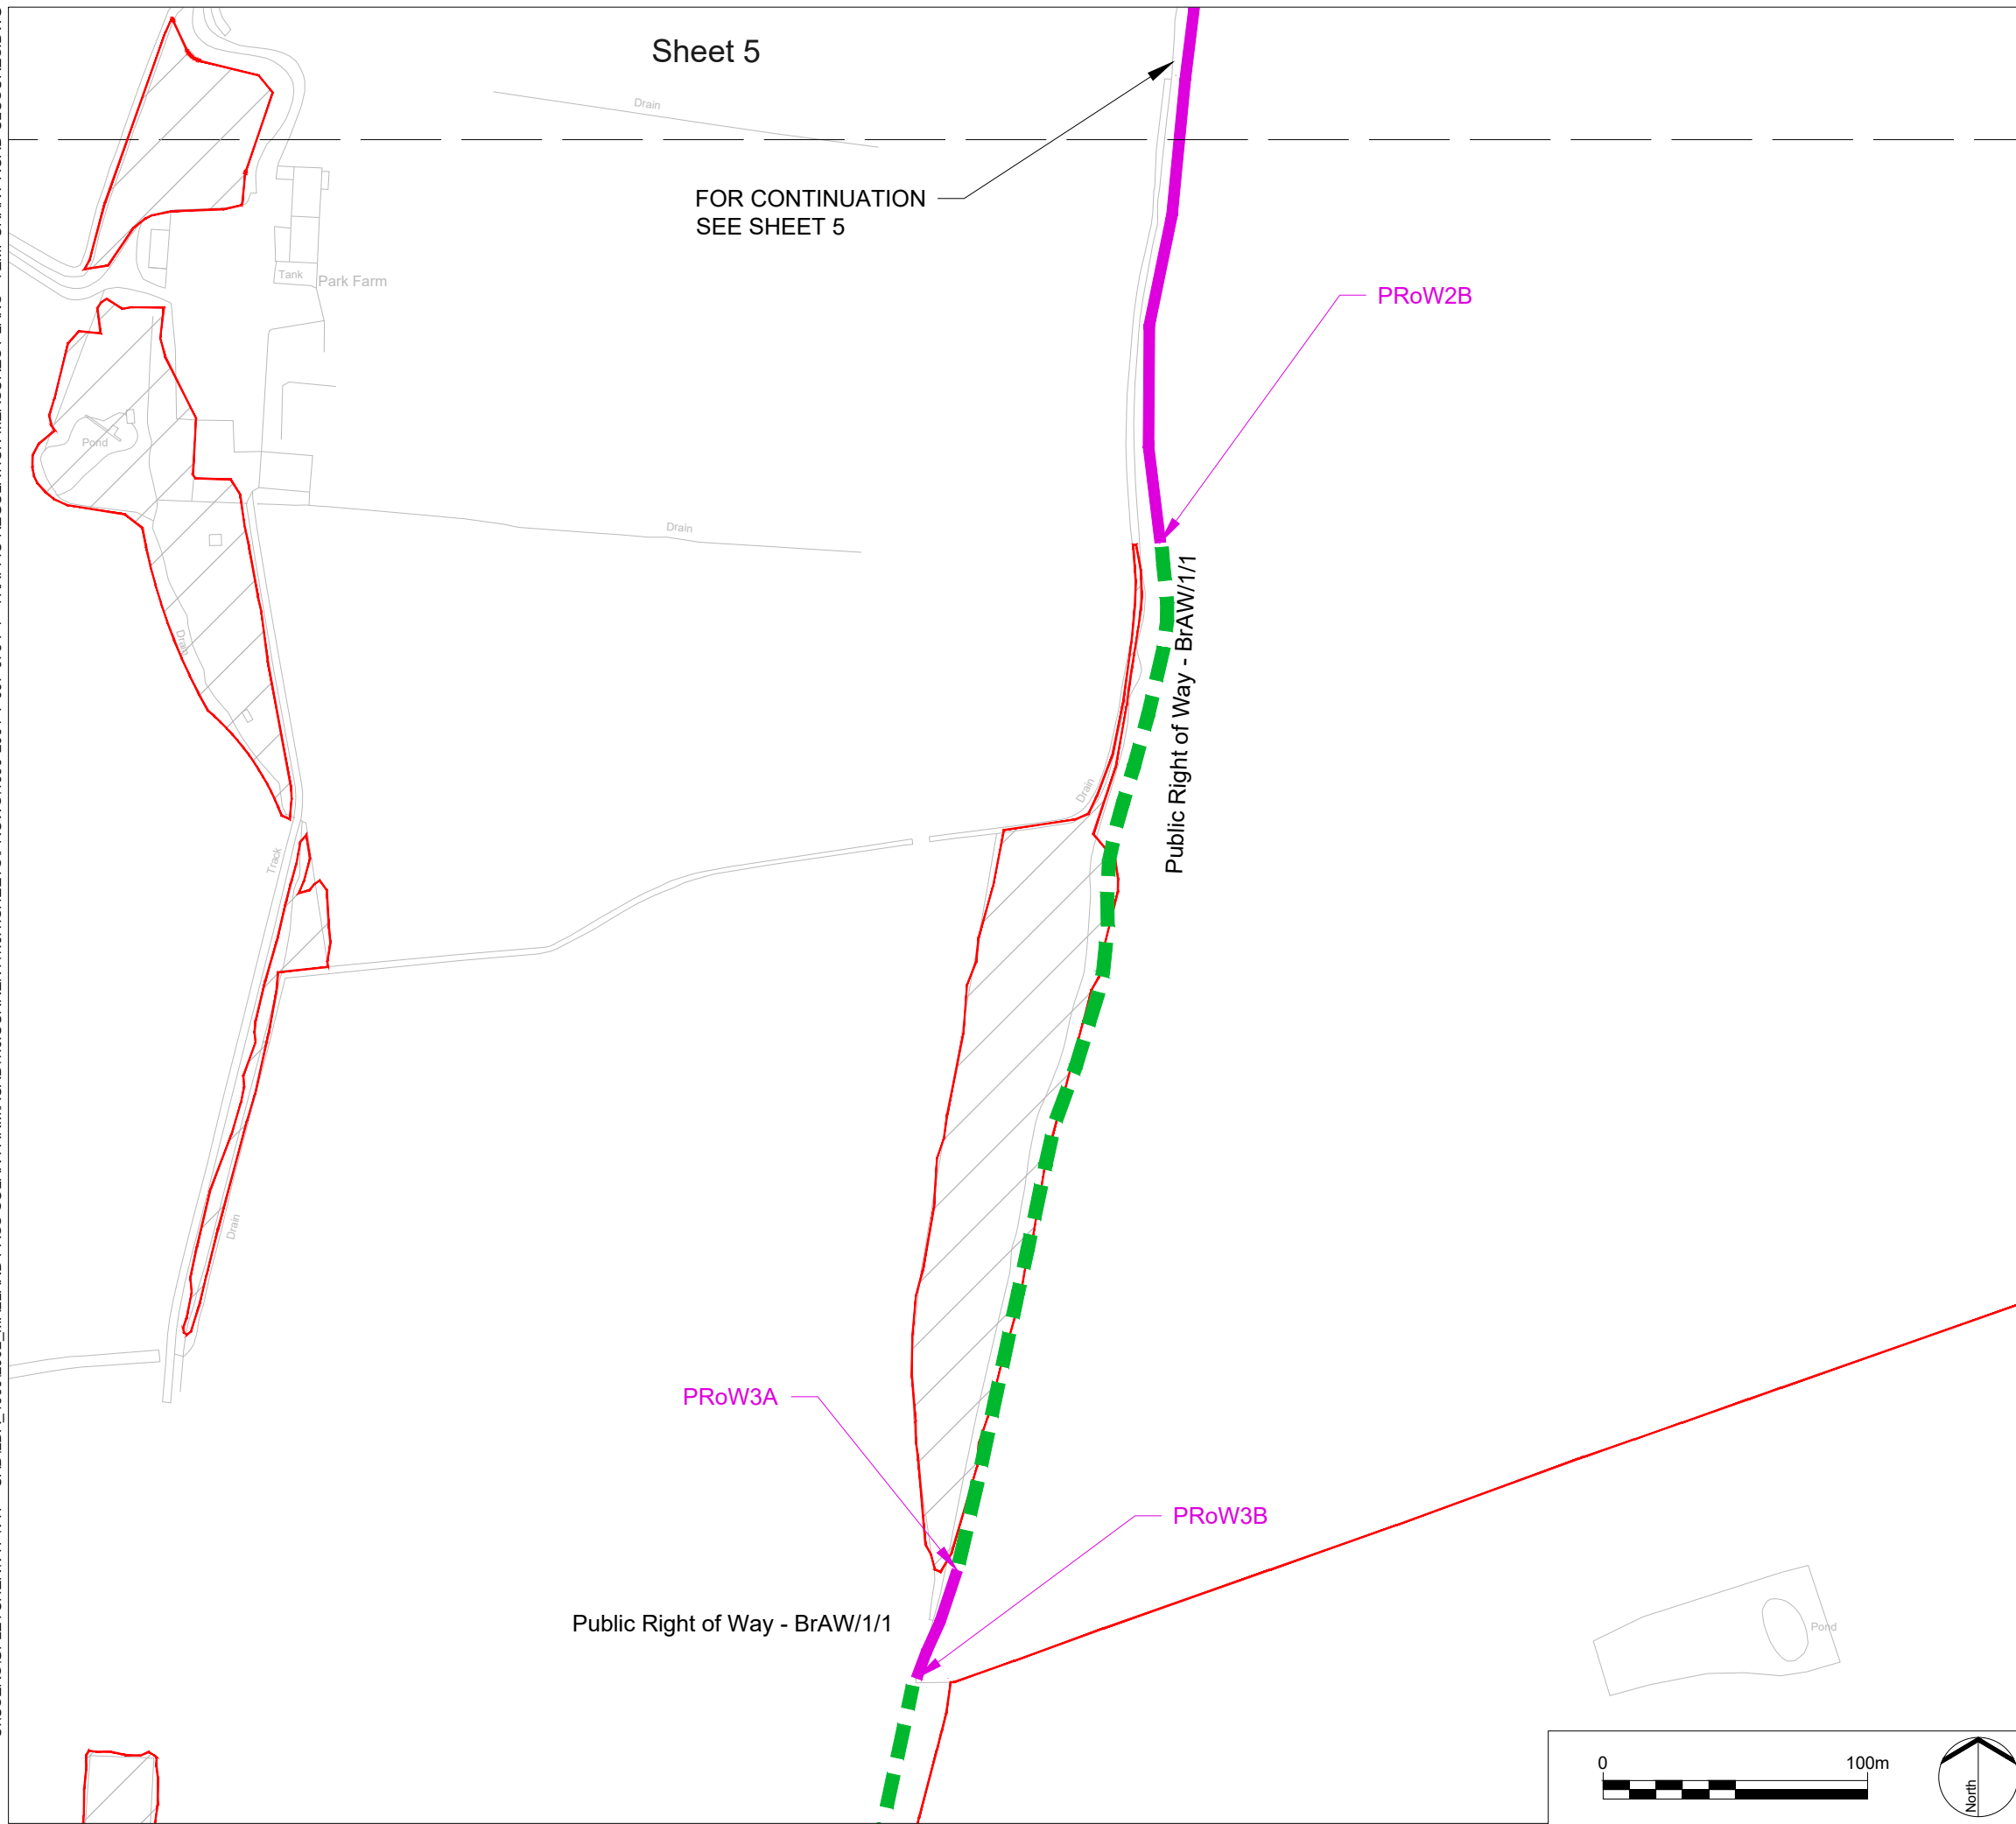 Sheet 5
Drain
FOR CONTINUATION
SEE SHEET 5
Tank
Park Farm
PRoW2B
Pond
Drain
Public Right of Way - BrAW/1/1
Drain
Drain
Track
Drain
PRoW3A
PRoW3B
Public Right of Way - BrAW/1/1
Pond
0
100m
North